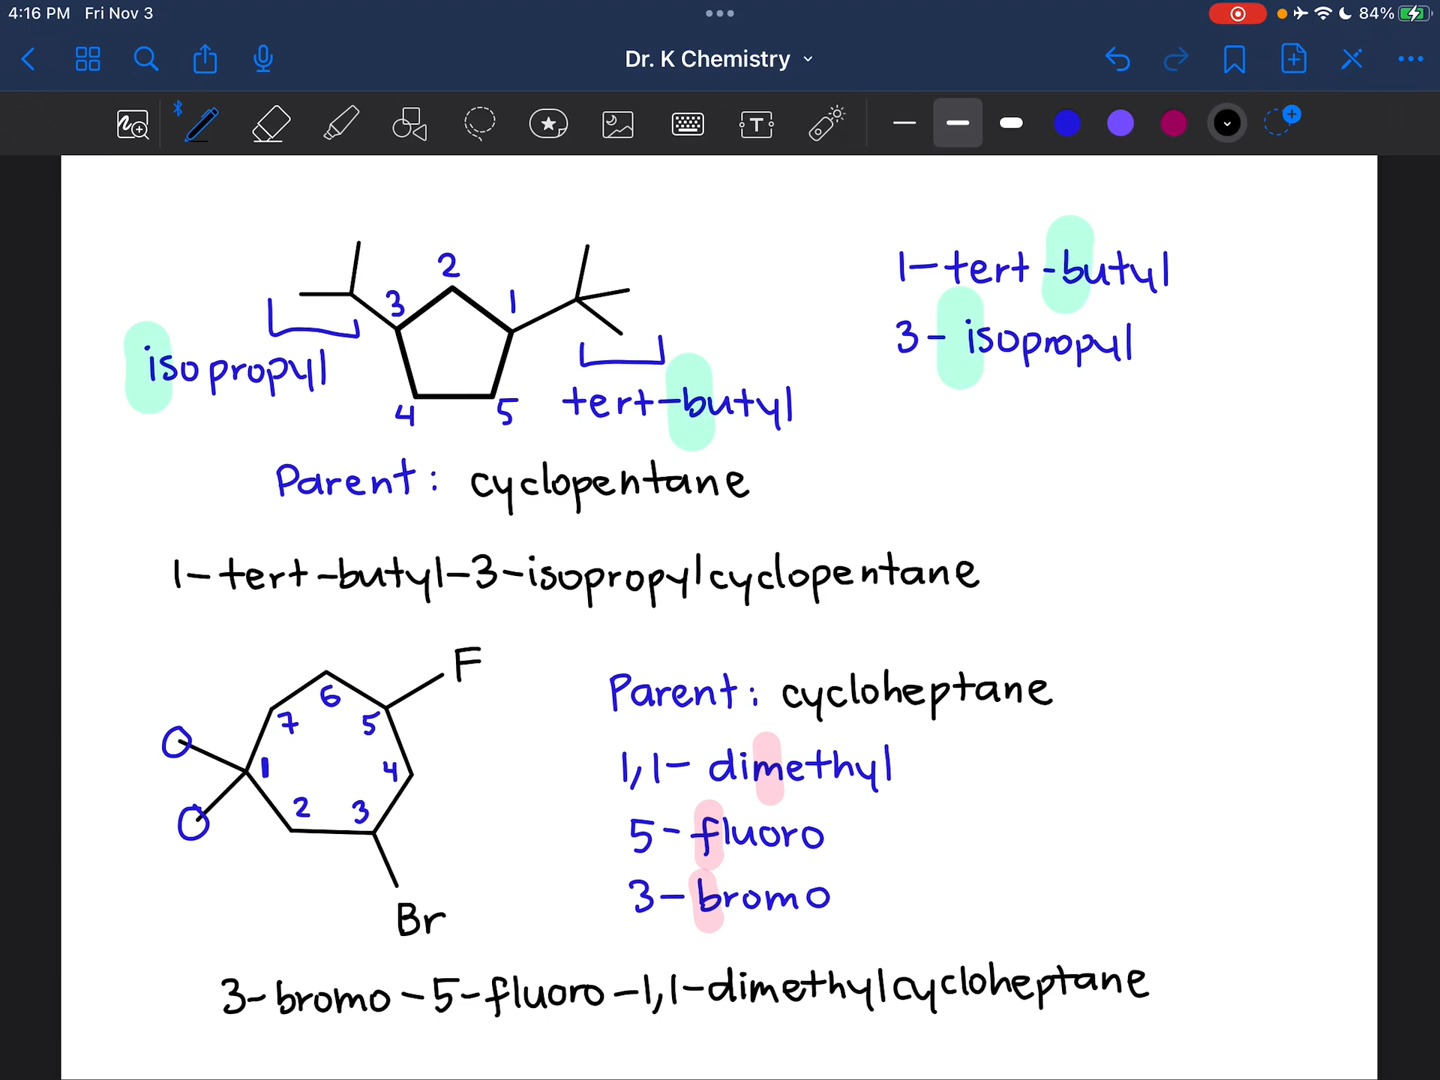 4:16 PM Fri Nov 3
84%
Dr. K Chemistry
T
2
3
1
4
5
isopropyl
tert-butyl
1-tert-butyl
3-isopropyl
Parent: cyclopentane
1-tert-butyl-3-isopropylcyclopentane
F
6
7
5
1
4
2
3
Br
Parent: cycloheptane
1,1-dimethyl
5-fluoro
3-bromo
3-bromo-5-fluoro-1,1-dimethylcycloheptane